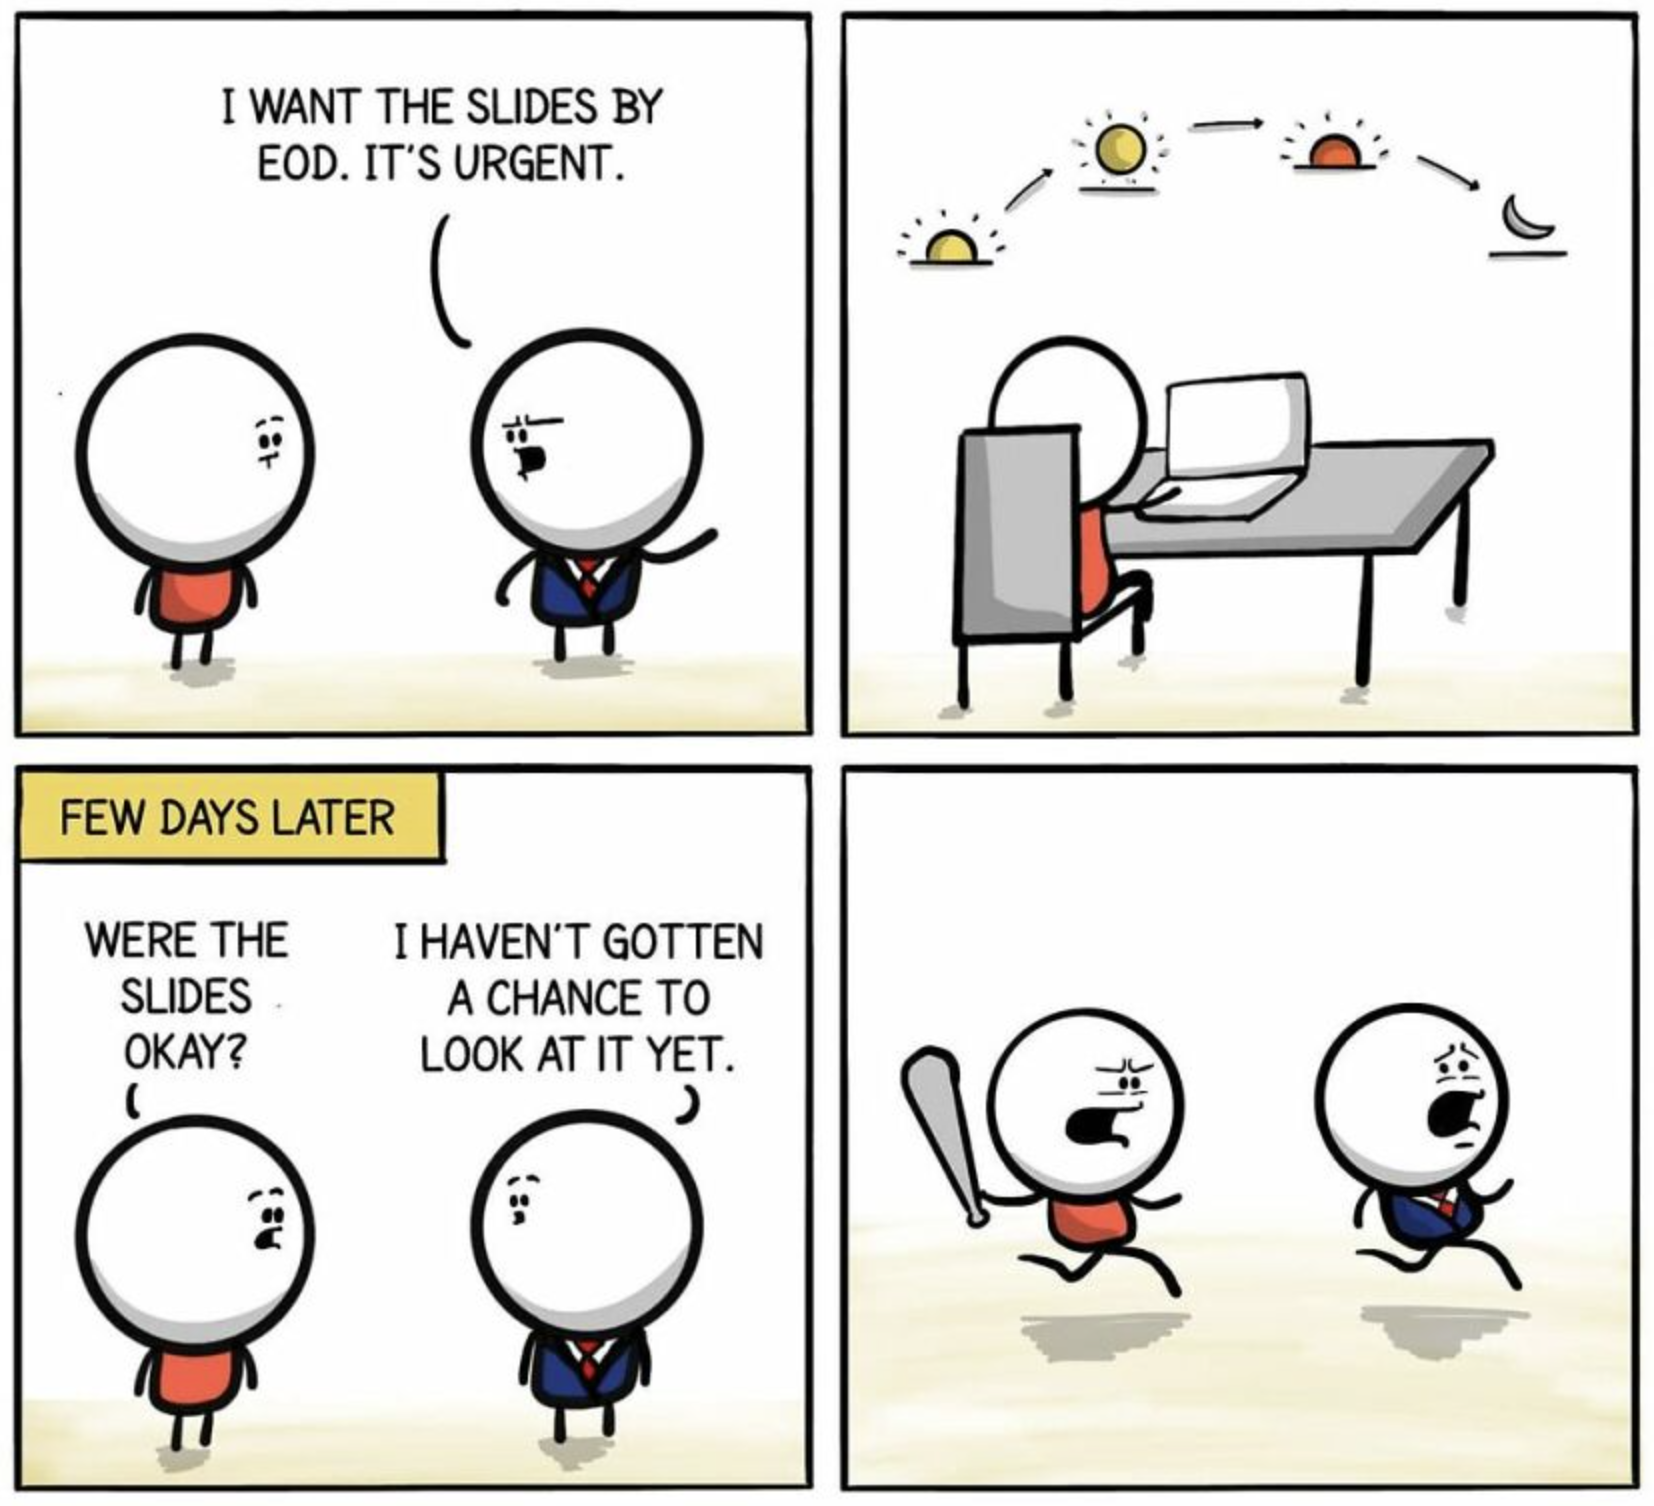 I WANT THE SLIDES BY
EOD. IT'S URGENT.
FEW DAYS LATER
WERE THE
SLIDES
OKAY?
I HAVEN'T GOTTEN
A CHANCE TO
LOOK AT IT YET.